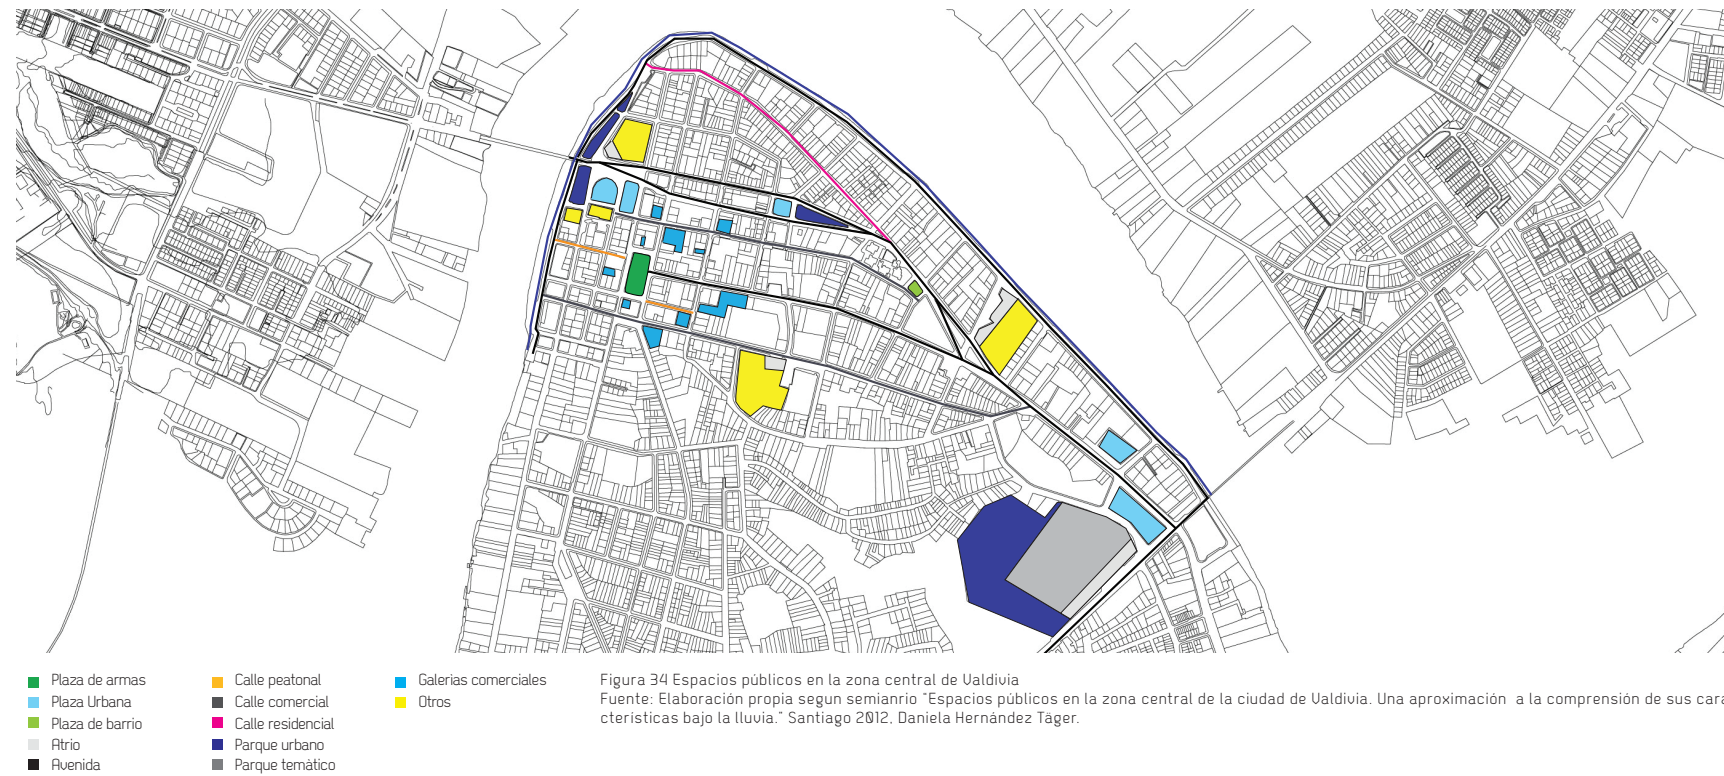 Plaza de armas
Plaza Urbana
Plaza de barrio
Atrio
Avenida
Calle peatonal
Calle comercial
Calle residencial
Parque urbano
Parque temàtico
Galerias comerciales
Otros
Figura 34 Espacios públicos en la zona central de Valdivia
Fuente: Elaboración propia segun semianrio "Espacios públicos en la zona central de la ciudad de Valdivia. Una aproximación a la comprensión de sus cara
cterísticas bajo la lluvia." Santiago 2012, Daniela Hernández Täger.